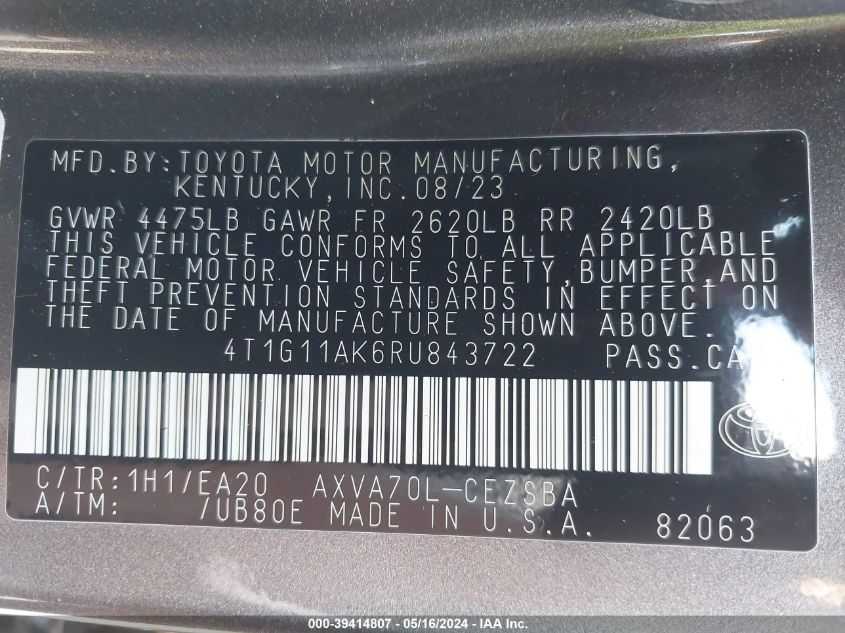 MFD.BY:TOYOTA MOTOR MANUFACTURING,
KENTUCKY,INC.08/23
GVWR 4475LB GAWR FR 2620LB RR 2420LB
THIS VEHICLE CONFORMS TO ALL APPLICABLE
FEDERAL MOTOR VEHICLE SAFETY,BUMPER,AND
THEFT PREVENTION STANDARDS IN EFFECT ON
THE DATE OF MANUFACTURE SHOWN ABOVE.
4T1G11AK6RU843722 PASS.CAR
C/TR:1H1/EA20 AXVA70L-CEZSBA
A/TM: /UB80E MADE IN U.S.A. 82063
000-39414807 - 05/16/2024 - IAA Inc.